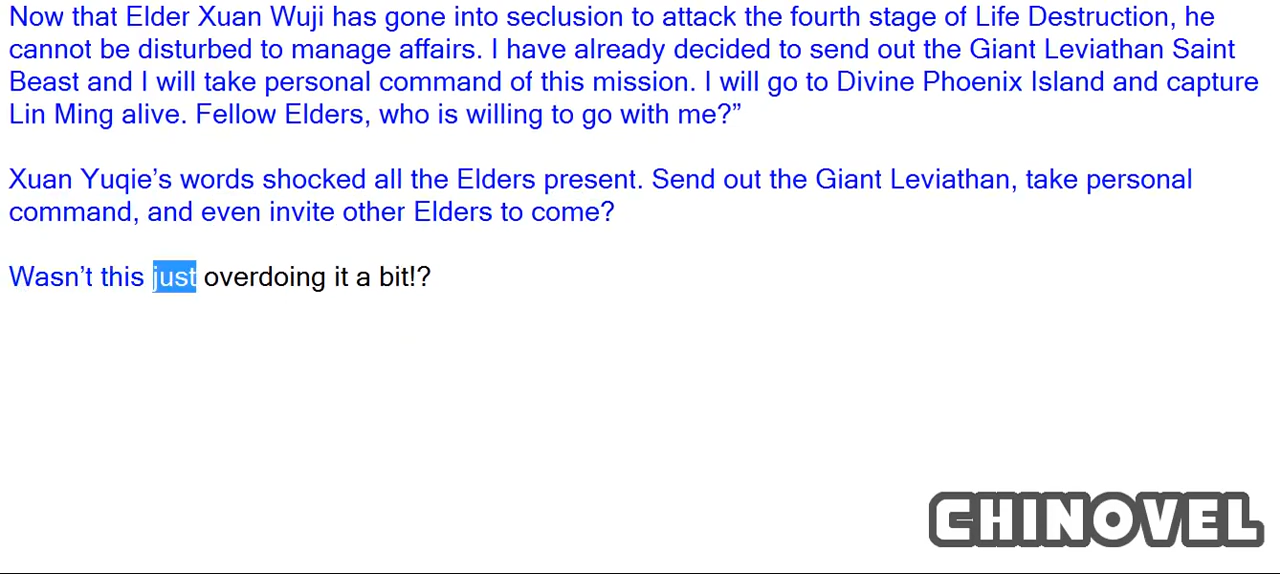 Now that Elder Xuan Wuji has gone into seclusion to attack the fourth stage of Life Destruction, he
cannot be disturbed to manage affairs. I have already decided to send out the Giant Leviathan Saint
Beast and I will take personal command of this mission. I will go to Divine Phoenix Island and capture
Lin Ming alive. Fellow Elders, who is willing to go with me?”
Xuan Yuqie’s words shocked all the Elders present. Send out the Giant Leviathan, take personal
command, and even invite other Elders to come?
Wasn’t this just overdoing it a bit!?
CHINOVEL